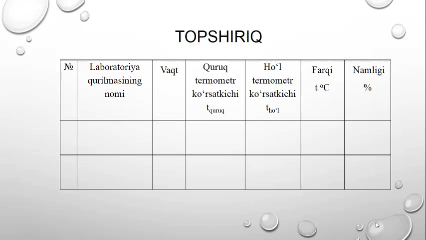 TOPSHIRIQ
№
Laboratoriya
qurilmasining
nomi
Vaqt
Quruq
termometr
ko‘rsatkichi
tquruq
Ho‘l
termometr
ko‘rsatkichi
tho‘l
Farqi
t ºC
Namligi
%